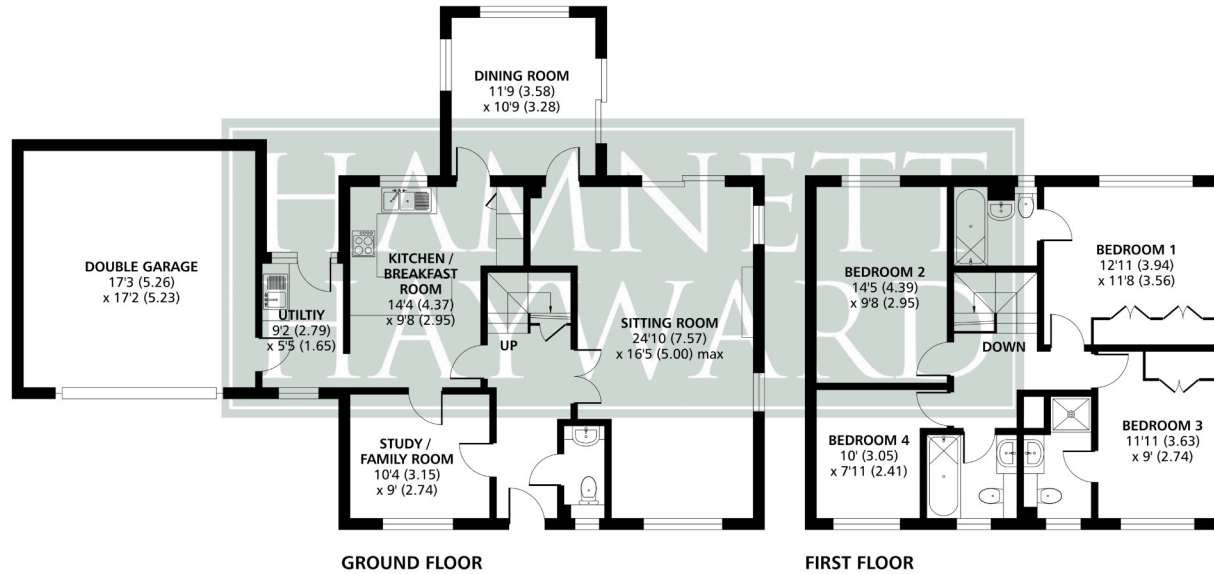 DINING ROOM
11'9 (3.58)
x 10'9 (3.28)
HAMNETT
HAYWARD
DOUBLE GARAGE
17'3 (5.26)
x 17'2 (5.23)
UTILTIY
9'2 (2.79)
x 5'5 (1.65)
KITCHEN /
BREAKFAST
ROOM
14'4 (4.37)
x 9'8 (2.95)
UP
SITTING ROOM
24'10 (7.57)
x 16'5 (5.00) max
STUDY /
FAMILY ROOM
10'4 (3.15)
x 9' (2.74)
GROUND FLOOR
BEDROOM 2
14'5 (4.39)
x 9'8 (2.95)
BEDROOM 1
12'11 (3.94)
x 11'8 (3.56)
DOWN
BEDROOM 4
10' (3.05)
x 7'11 (2.41)
BEDROOM 3
11'11 (3.63)
x 9' (2.74)
FIRST FLOOR